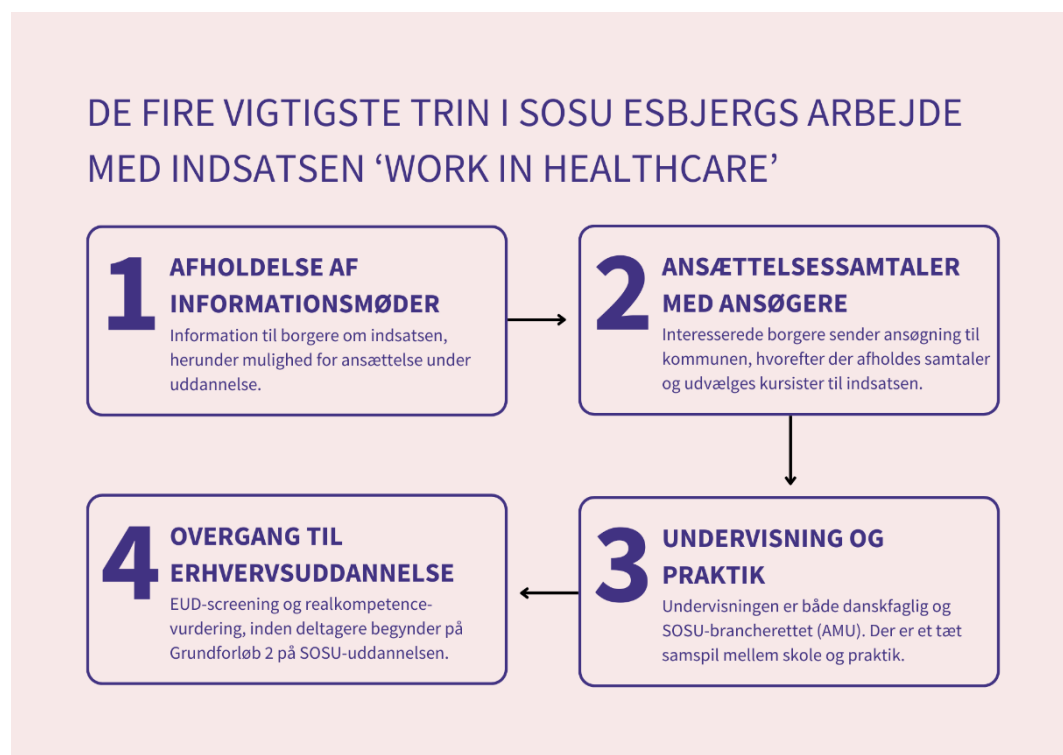 DE FIRE VIGTIGSTE TRIN I SOSU ESBJERGS ARBEJDE
MED INDSATSEN ‘WORK IN HEALTHCARE’
1
AFHOLDELSE AF
INFORMATIONSMØDER
Information til borgere om indsatsen,
herunder mulighed for ansættelse under
uddannelse.
2
ANSÆTTELSESSAMTALER
MED ANSØGERE
Interesserede borgere sender ansøgning til
kommunen, hvorefter der afholdes samtaler
og udvælges kursister til indsatsen.
3
UNDERVISNING OG
PRAKTIK
Undervisningen er både danskfaglig og
SOSU-brancherettet (AMU). Der er et tæt
samspil mellem skole og praktik.
4
OVERGANG TIL
ERHVERVSUDDANNELSE
EUD-screening og realkompetence-
vurdering, inden deltagere begynder på
Grundforløb 2 på SOSU-uddannelsen.